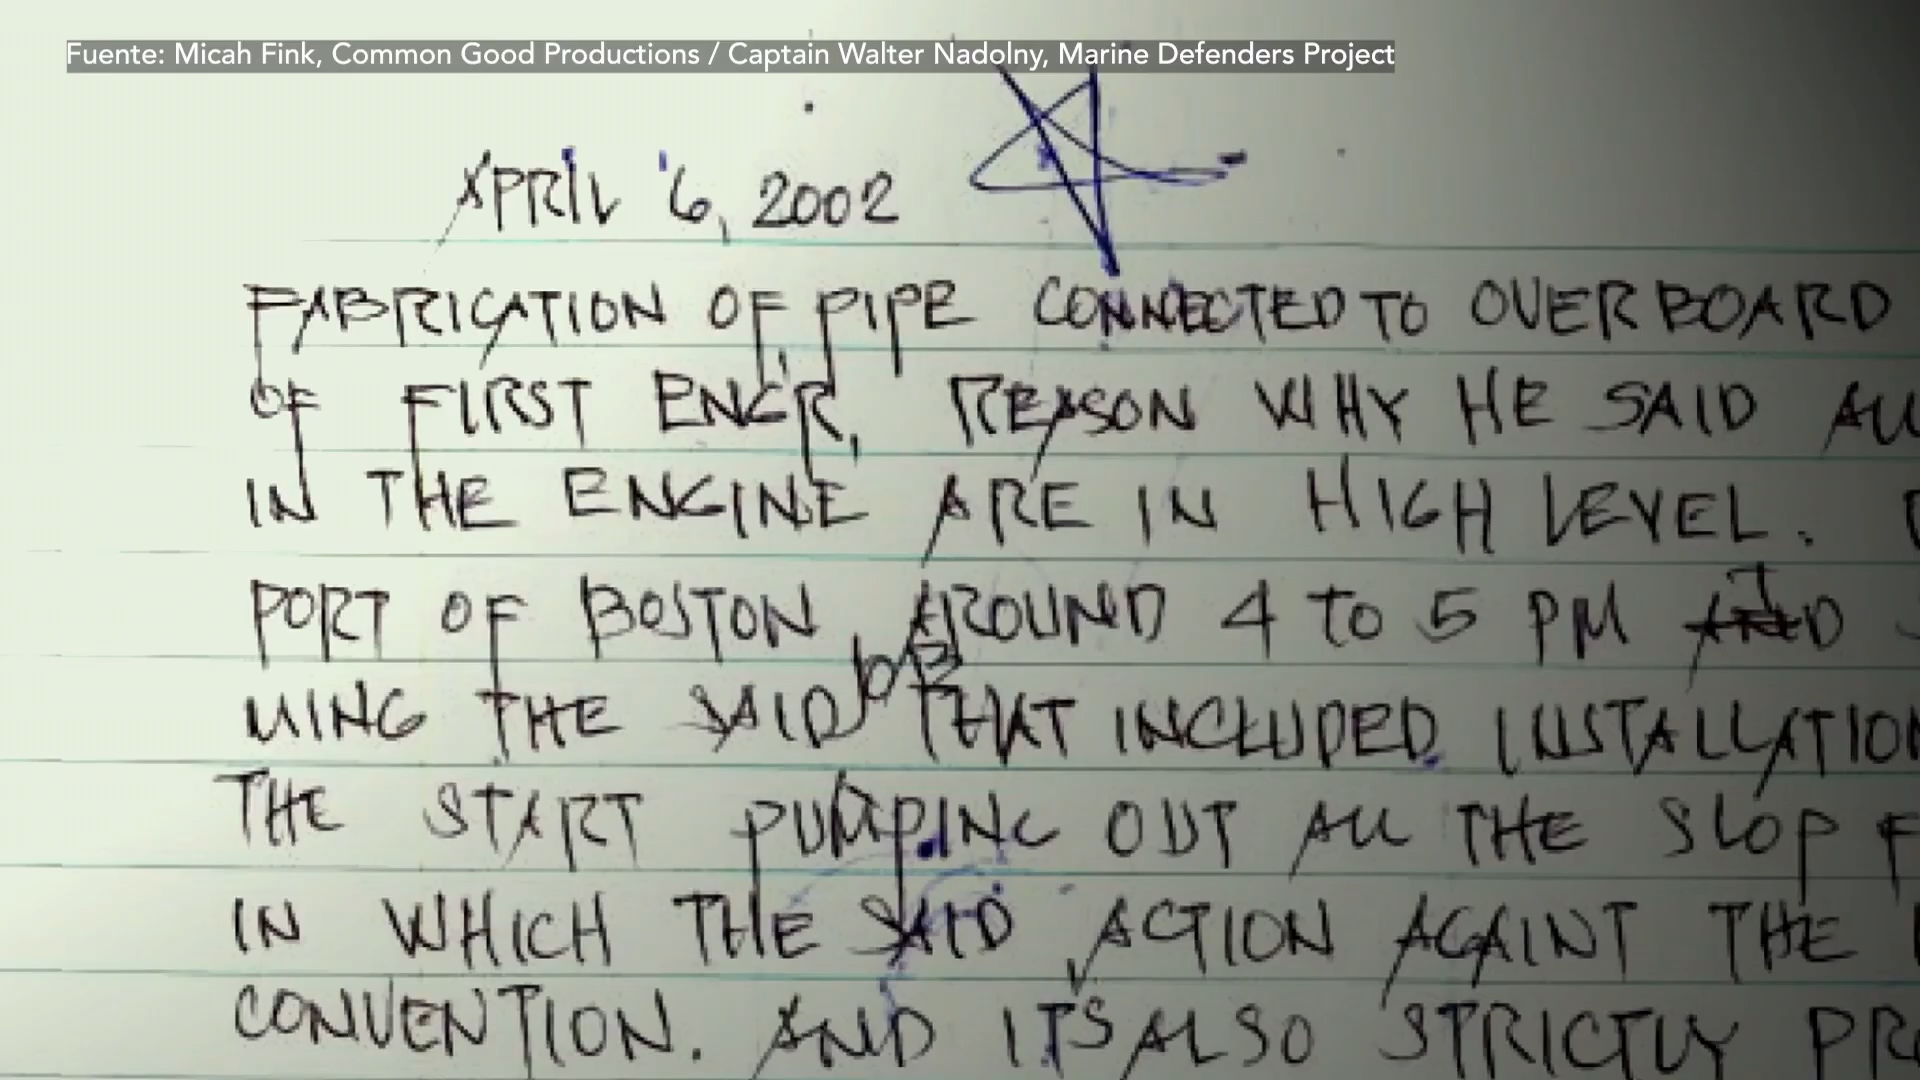 Fuente: Micah Fink, Common Good Productions / Captain Walter Nadolny, Marine Defenders Project
APRIL 6, 2002
FABRICATION OF PIPE CONNECTED TO OVERBOARD
OF FIRST ENGR, REASON WHY HE SAID ALL
IN THE ENGINE ARE IN HIGH LEVEL.
PORT OF BOSTON AROUND 4 TO 5 PM AND
MING THE SAID JOB THAT INCLUDED INSTALLATION
THE START PUMPING OUT ALL THE SLOP
IN WHICH THE SAID ACTION AGAINT THE
CONVENTION. AND ITS ALSO STRICTLY